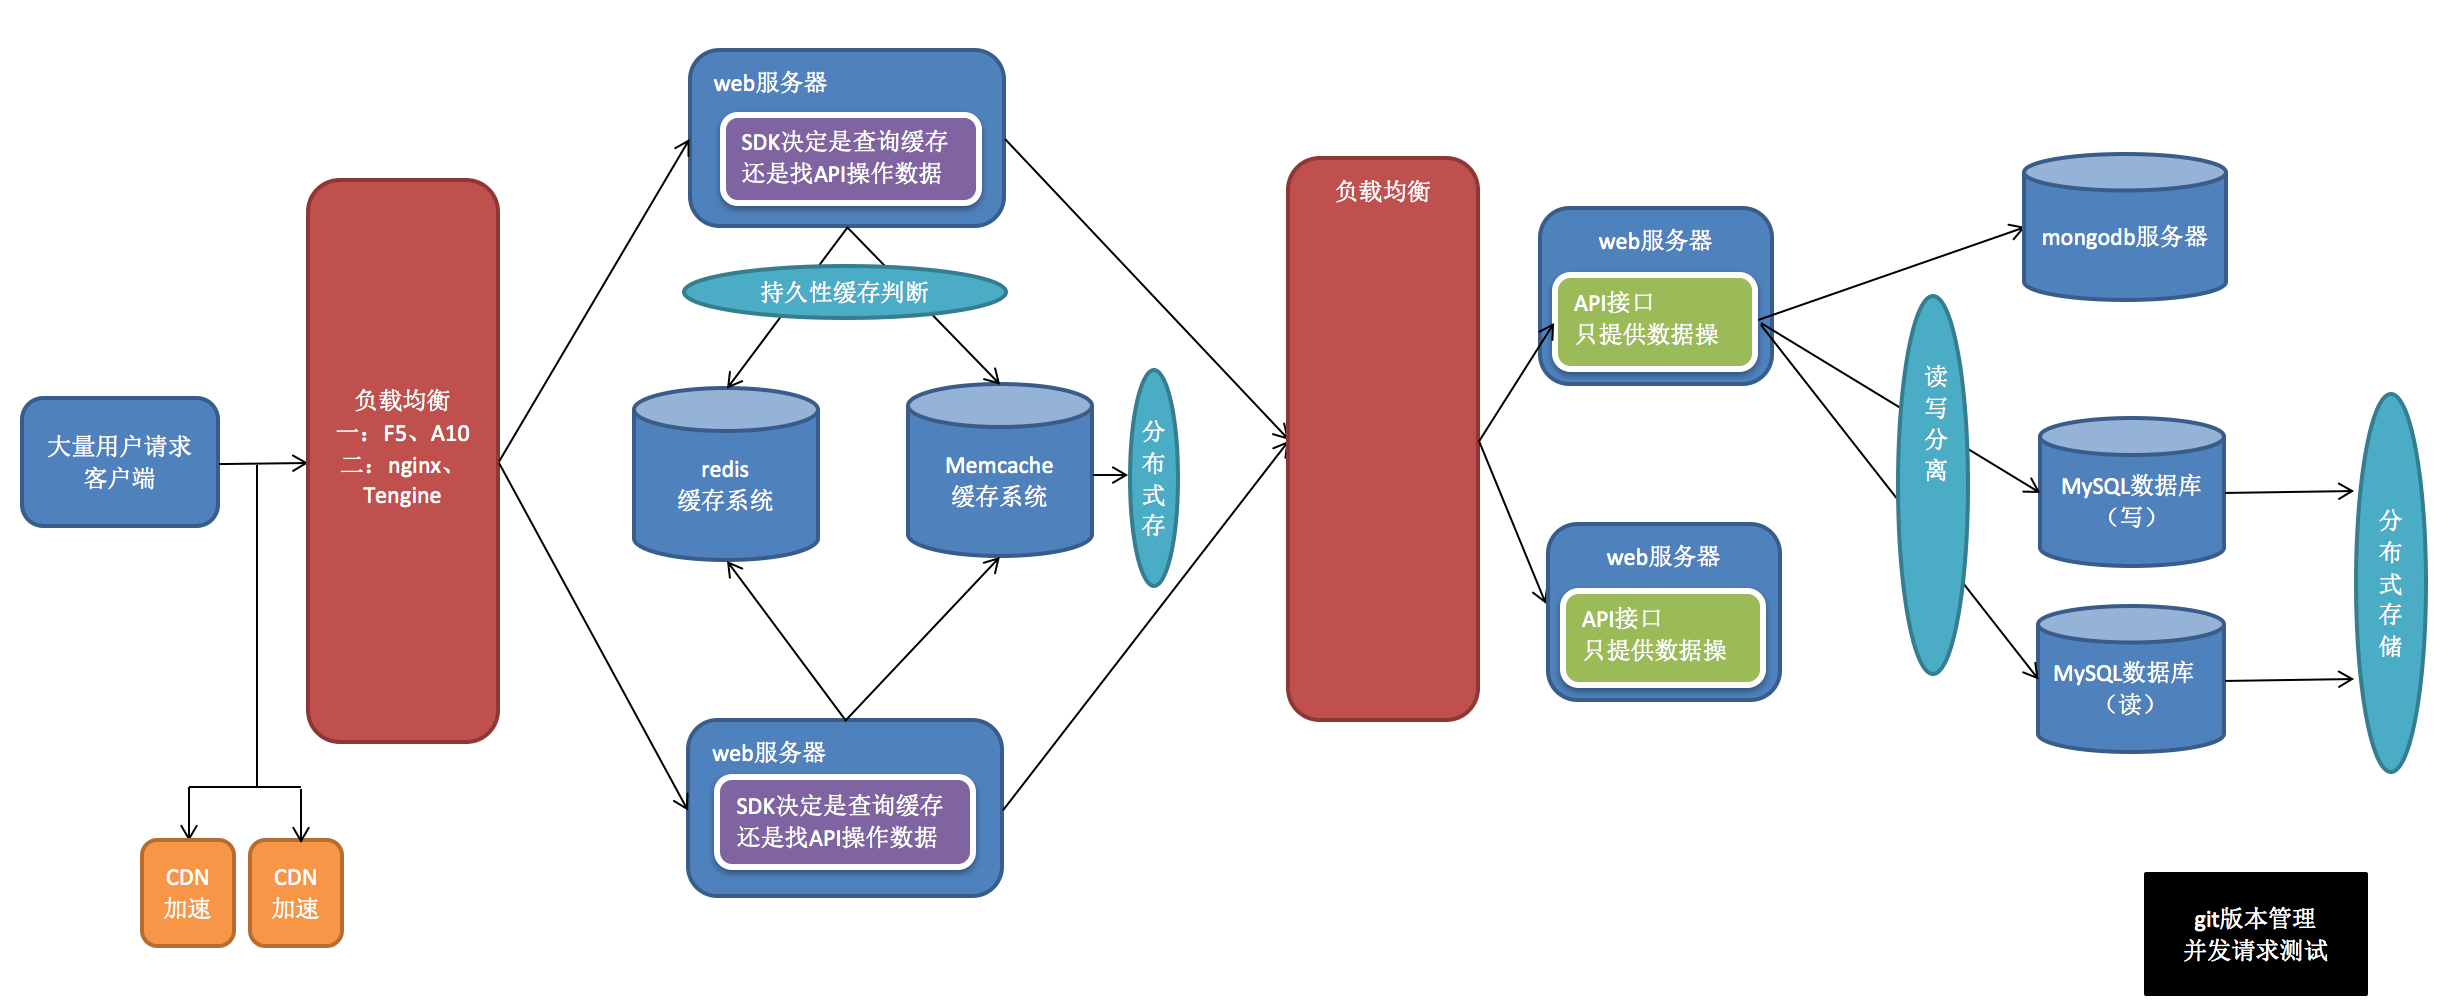 大量用户请求
客户端
负载均衡
一：F5、A10
二：nginx、
Tengine
CDN
加速
CDN
加速
web服务器
SDK决定是查询缓存
还是找API操作数据
持久性缓存判断
redis
缓存系统
Memcache
缓存系统
分
布
式
存
web服务器
SDK决定是查询缓存
还是找API操作数据
负载均衡
web服务器
API接口
只提供数据操
web服务器
API接口
只提供数据操
读
写
分
离
mongodb服务器
MySQL数据库
（写）
MySQL数据库
（读）
分
布
式
存
储
git版本管理
并发请求测试